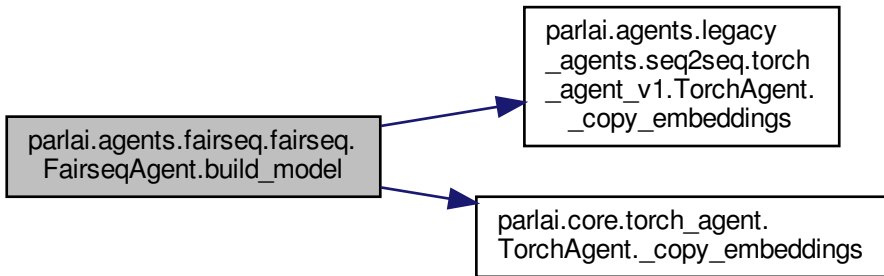 parlai.agents.legacy
_agents.seq2seq.torch
_agent_v1.TorchAgent.
_copy_embeddings
parlai.agents.fairseq.fairseq.
FairseqAgent.build_model
parlai.core.torch_agent.
TorchAgent._copy_embeddings